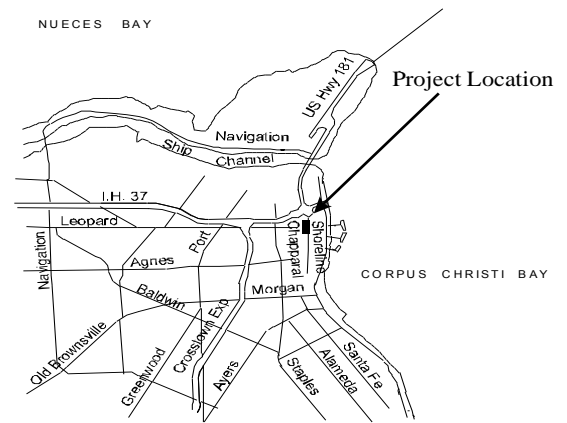 NUECES BAY
US Hwy 181
Project Location
Navigation
Ship Channel
I.H. 37
Leopard
Port
Chapparal
Shoreline
Navigation
Agnes
CORPUS CHRISTI BAY
Baldwin
Morgan
Crosstown Exp
Old Brownsville
Greenwood
Ayers
Staples
Alameda
Santa Fe